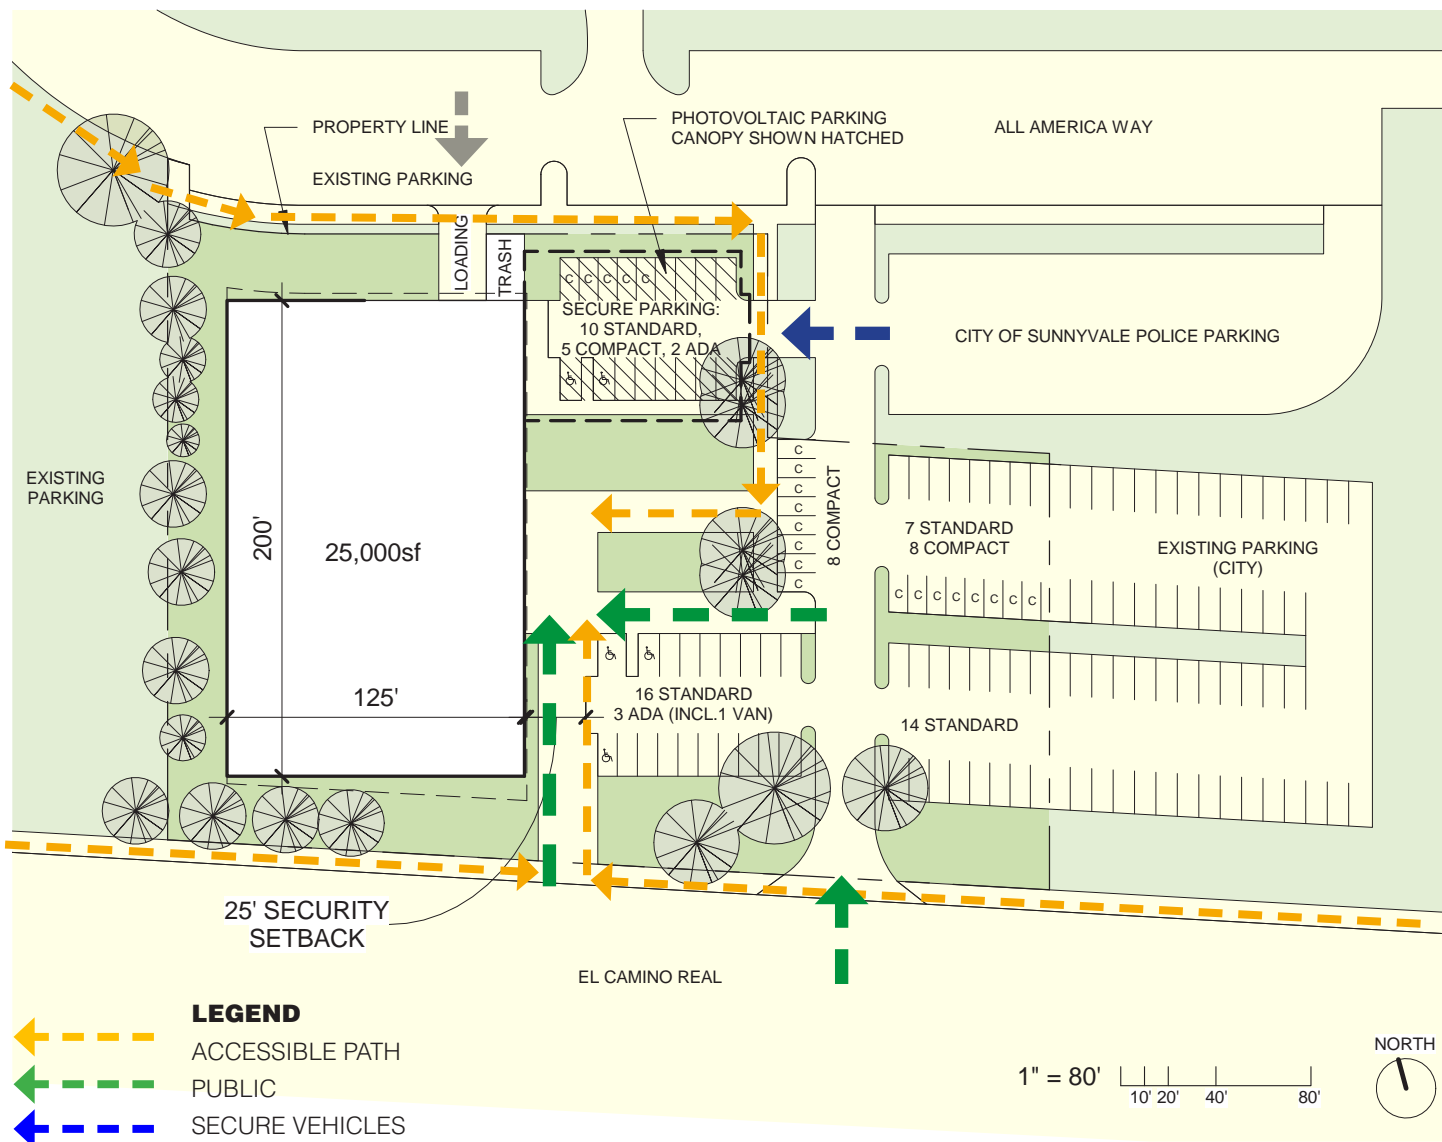 PROPERTY LINE
PHOTOVOLTAIC PARKING
CANOPY SHOWN HATCHED
ALL AMERICA WAY
EXISTING PARKING
LOADING
TRASH
C C C C C
SECURE PARKING:
10 STANDARD,
5 COMPACT, 2 ADA
CITY OF SUNNYVALE POLICE PARKING
EXISTING
PARKING
200'
25,000sf
C
C
C
C
C
C
C
C
8 COMPACT
7 STANDARD
8 COMPACT
C C C C C C C C
EXISTING PARKING
(CITY)
125'
16 STANDARD
3 ADA (INCL.1 VAN)
14 STANDARD
25' SECURITY
SETBACK
EL CAMINO REAL
LEGEND
ACCESSIBLE PATH
PUBLIC
SECURE VEHICLES
1" = 80'
10' 20' 40' 80'
NORTH